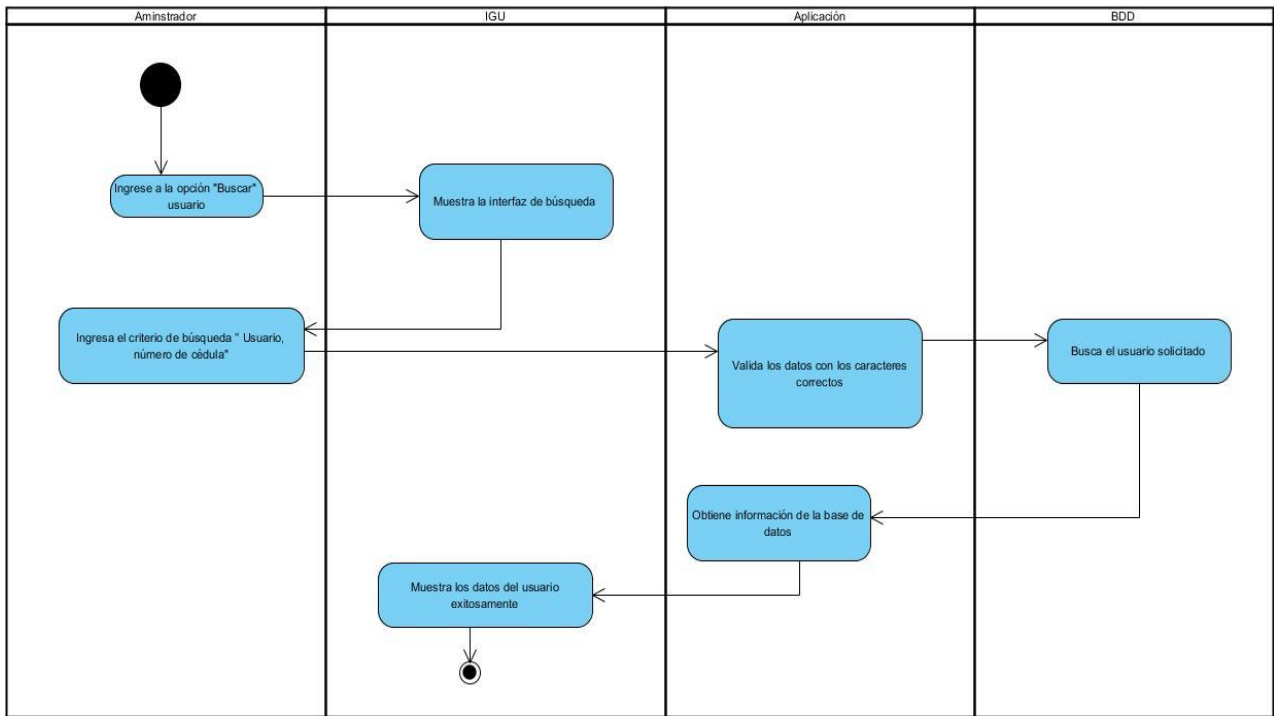 Aminstrador
IGU
Aplicación
BDD
Ingrese a la opción "Buscar"
usuario
Muestra la interfaz de búsqueda
Ingresa el criterio de búsqueda " Usuario,
número de cédula"
Valida los datos con los caracteres
correctos
Busca el usuario solicitado
Obtiene información de la base de
datos
Muestra los datos del usuario
exitosamente